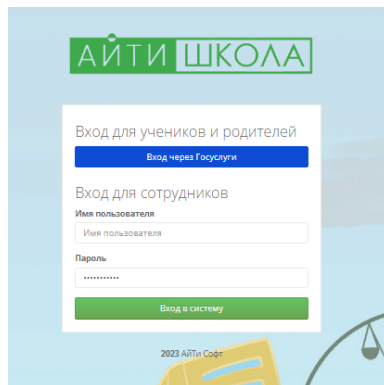 АЙТИ ШКОЛА
Вход для учеников и родителей
Вход через Госуслуги
Вход для сотрудников
Имя пользователя
Имя пользователя
Пароль
•••••••••••
Вход в систему
2023 АйТи Софт